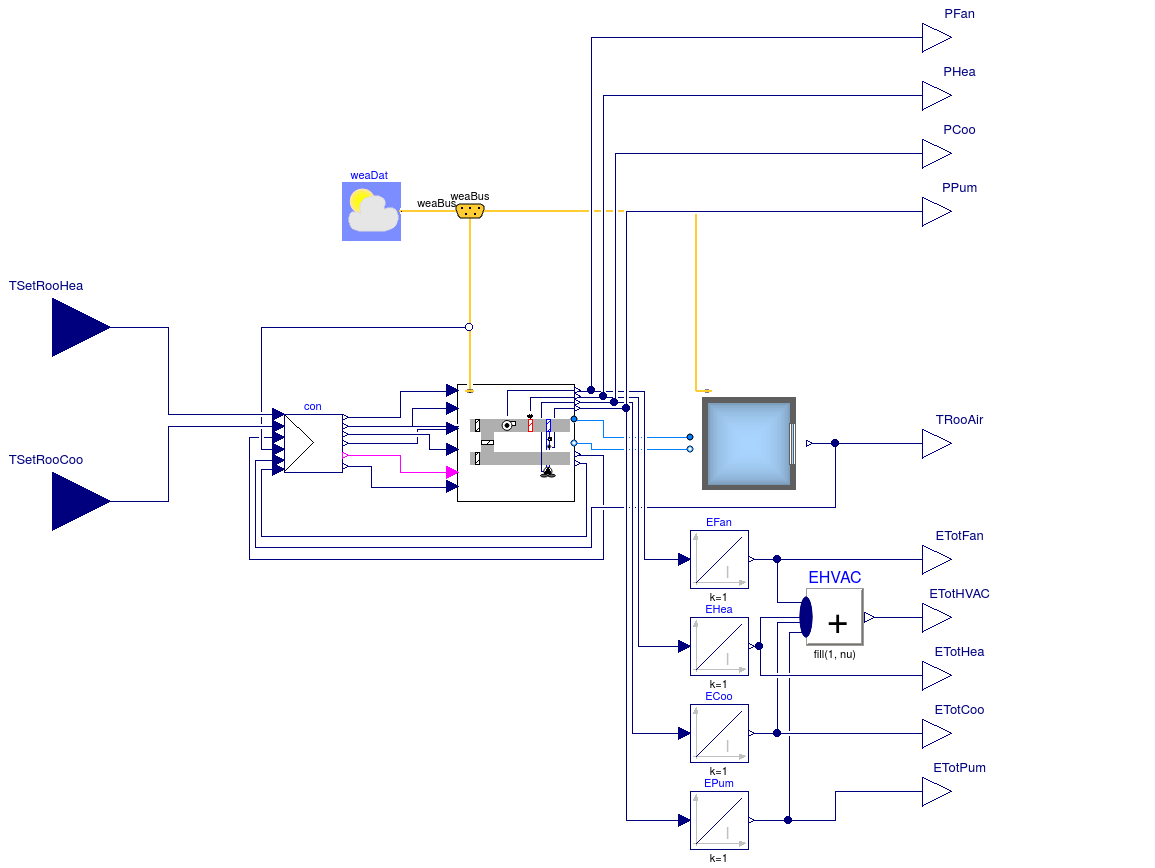 PFan
PHea
PCoo
weaDat
weaBus
weaBus
PPum
TSetRooHea
con
TRooAir
TSetRooCoo
EFan
ETotFan
EHVAC
k=1
ETotHVAC
EHea
+
fill(1, nu)
ETotHea
k=1
ECoo
ETotCoo
k=1
EPum
ETotPum
k=1